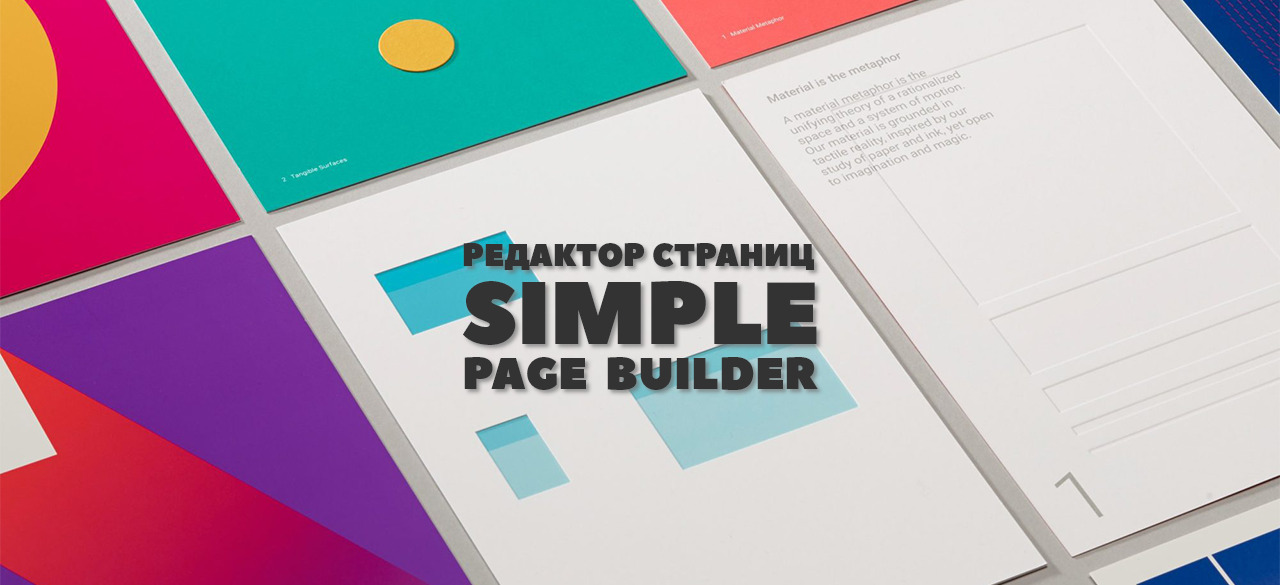 1 Material Metaphor
2 Tangible Surfaces
Material is the metaphor
A material metaphor is the
unifying theory of a rationalized
space and a system of motion.
Our material is grounded in
tactile reality, inspired by our
study of paper and ink, yet open
to imagination and magic.
РЕДАКТОР СТРАНИЦ
SIMPLE
PAGE BUILDER
1